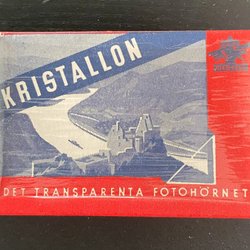 KRISTALLON
DET TRANSPARENTA FOTOHÖRNET